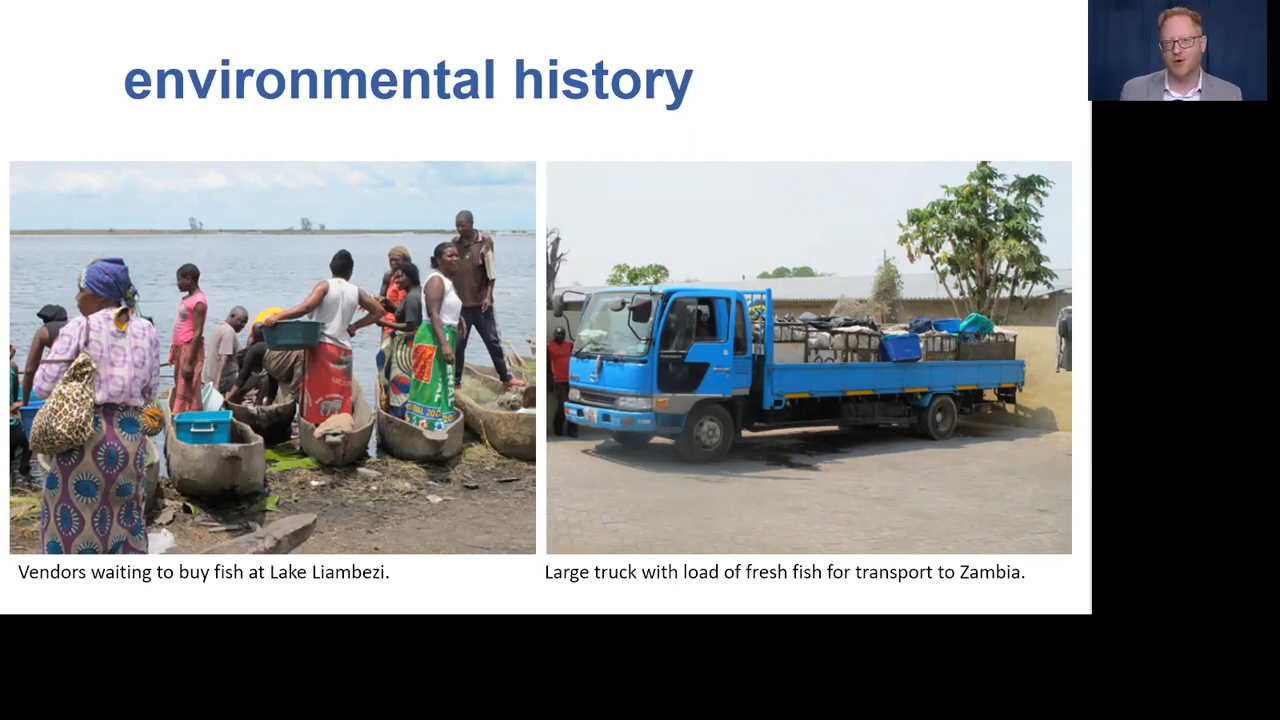 environmental history
Vendors waiting to buy fish at Lake Liambezi.
Large truck with load of fresh fish for transport to Zambia.